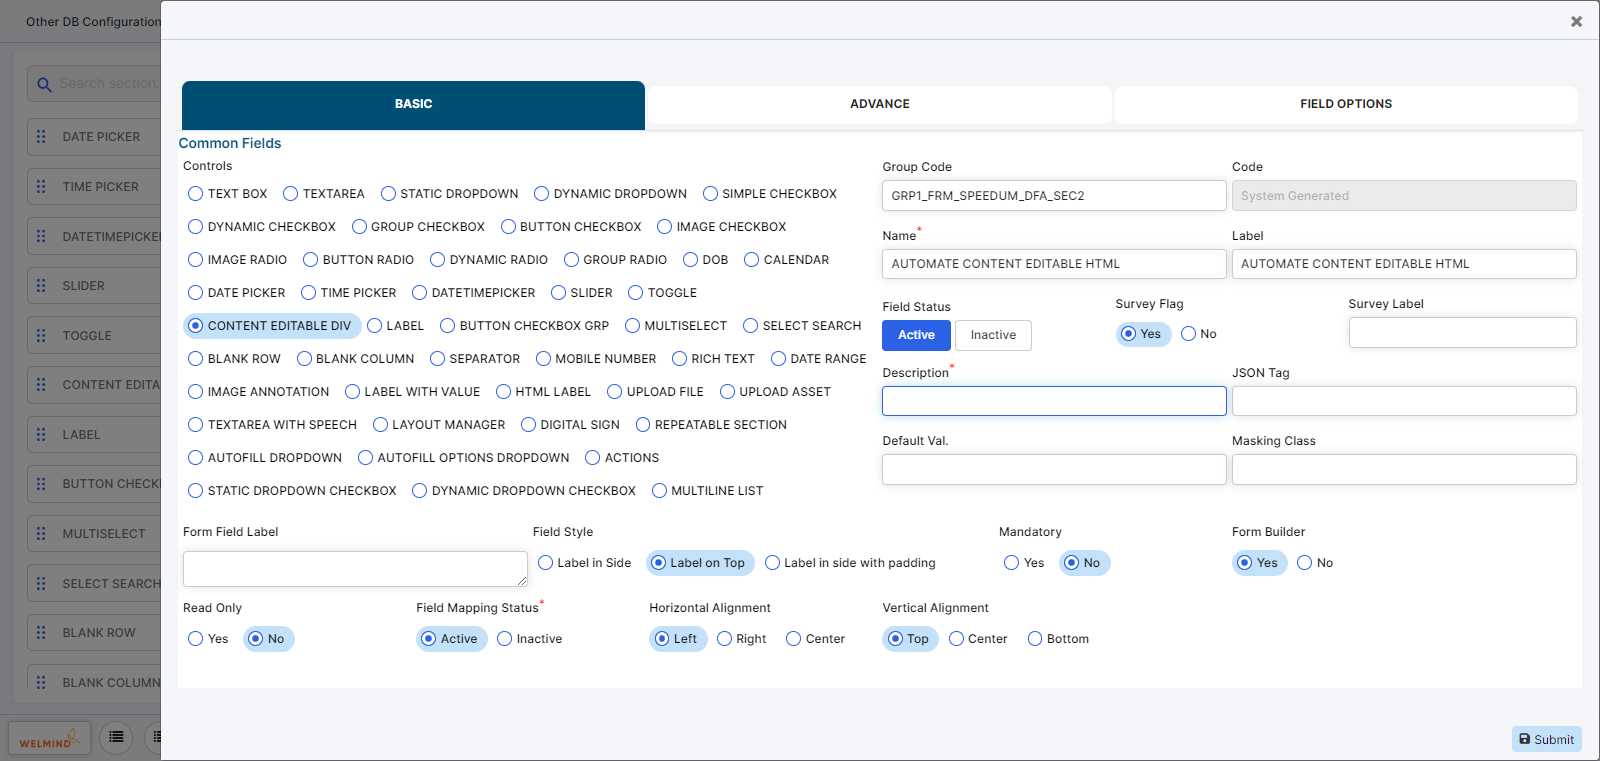 Other DB Configuration
Search section
DATE PICKER
TIME PICKER
DATETIMEPICKE
SLIDER
TOGGLE
CONTENT EDITA
LABEL
BUTTON CHECK
MULTISELECT
SELECT SEARCH
BLANK ROW
BLANK COLUMN
WELMIND
BASIC ADVANCE FIELD OPTIONS
Common Fields
Controls
TEXT BOX TEXTAREA STATIC DROPDOWN DYNAMIC DROPDOWN SIMPLE CHECKBOX
DYNAMIC CHECKBOX GROUP CHECKBOX BUTTON CHECKBOX IMAGE CHECKBOX
IMAGE RADIO BUTTON RADIO DYNAMIC RADIO GROUP RADIO DOB CALENDAR
DATE PICKER TIME PICKER DATETIMEPICKER SLIDER TOGGLE
CONTENT EDITABLE DIV LABEL BUTTON CHECKBOX GRP MULTISELECT SELECT SEARCH
BLANK ROW BLANK COLUMN SEPARATOR MOBILE NUMBER RICH TEXT DATE RANGE
IMAGE ANNOTATION LABEL WITH VALUE HTML LABEL UPLOAD FILE UPLOAD ASSET
TEXTAREA WITH SPEECH LAYOUT MANAGER DIGITAL SIGN REPEATABLE SECTION
AUTOFILL DROPDOWN AUTOFILL OPTIONS DROPDOWN ACTIONS
STATIC DROPDOWN CHECKBOX DYNAMIC DROPDOWN CHECKBOX MULTILINE LIST
Group Code Code
GRP1_FRM_SPEEDUM_DFA_SEC2 System Generated
Name* Label
AUTOMATE CONTENT EDITABLE HTML AUTOMATE CONTENT EDITABLE HTML
Field Status Survey Flag Survey Label
Active Inactive Yes No
Description* JSON Tag
Default Val. Masking Class
Form Field Label Field Style Mandatory Form Builder
Label in Side Label on Top Label in side with padding Yes No Yes No
Read Only Field Mapping Status* Horizontal Alignment Vertical Alignment
Yes No Active Inactive Left Right Center Top Center Bottom
Submit